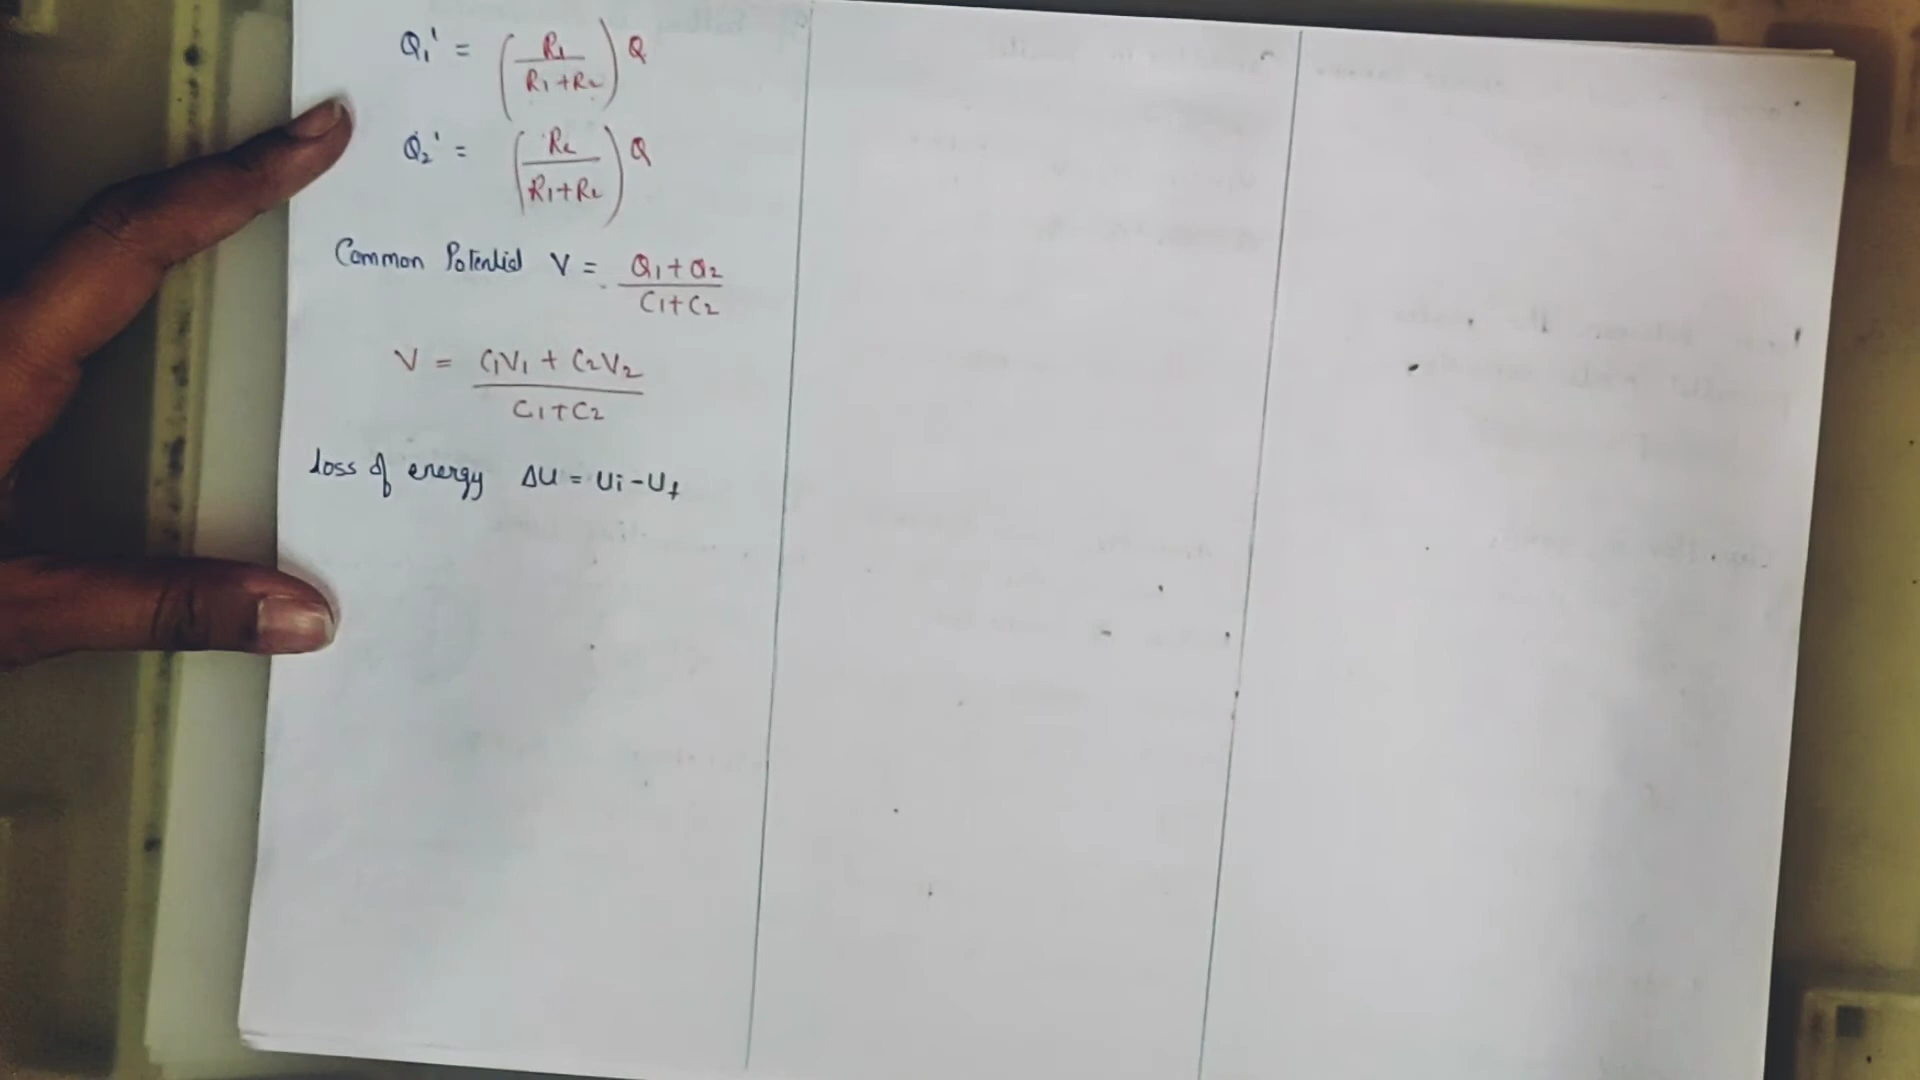 Q₁' = (R₁ / R₁+R₂) Q
Q₂' = (R₂ / R₁+R₂) Q
Common Potential V = Q₁+Q₂ / C₁+C₂
V = C₁V₁ + C₂V₂ / C₁+C₂
loss of energy ΔU = Ui - Uf